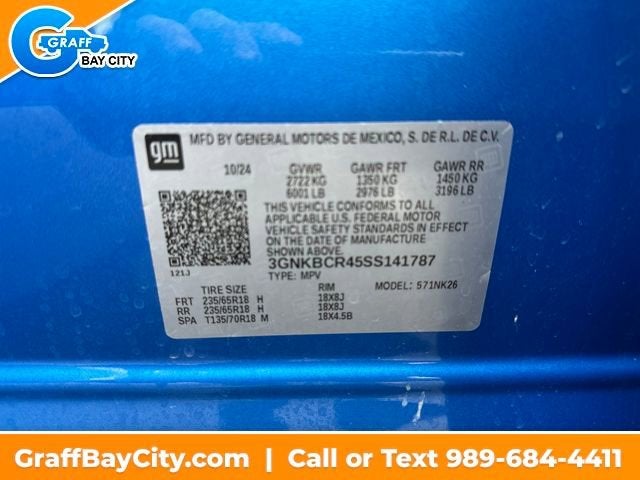 GRAFF
BAY CITY
gm
MFD BY GENERAL MOTORS DE MEXICO, S. DE R.L. DE C.V.
10/24 GVWR GAWR FRT GAWR RR
2722 KG 1350 KG 1450 KG
6001 LB 2976 LB 3196 LB
THIS VEHICLE CONFORMS TO ALL
APPLICABLE U.S. FEDERAL MOTOR
VEHICLE SAFETY STANDARDS IN EFFECT
ON THE DATE OF MANUFACTURE
SHOWN ABOVE.
3GNKBCR45SS141787
121J TYPE: MPV MODEL: 571NK26
TIRE SIZE RIM
FRT 235/65R18 H 18X8J
RR 235/65R18 H 18X8J
SPA T135/70R18 M 18X4.5B
GraffBayCity.com | Call or Text 989-684-4411